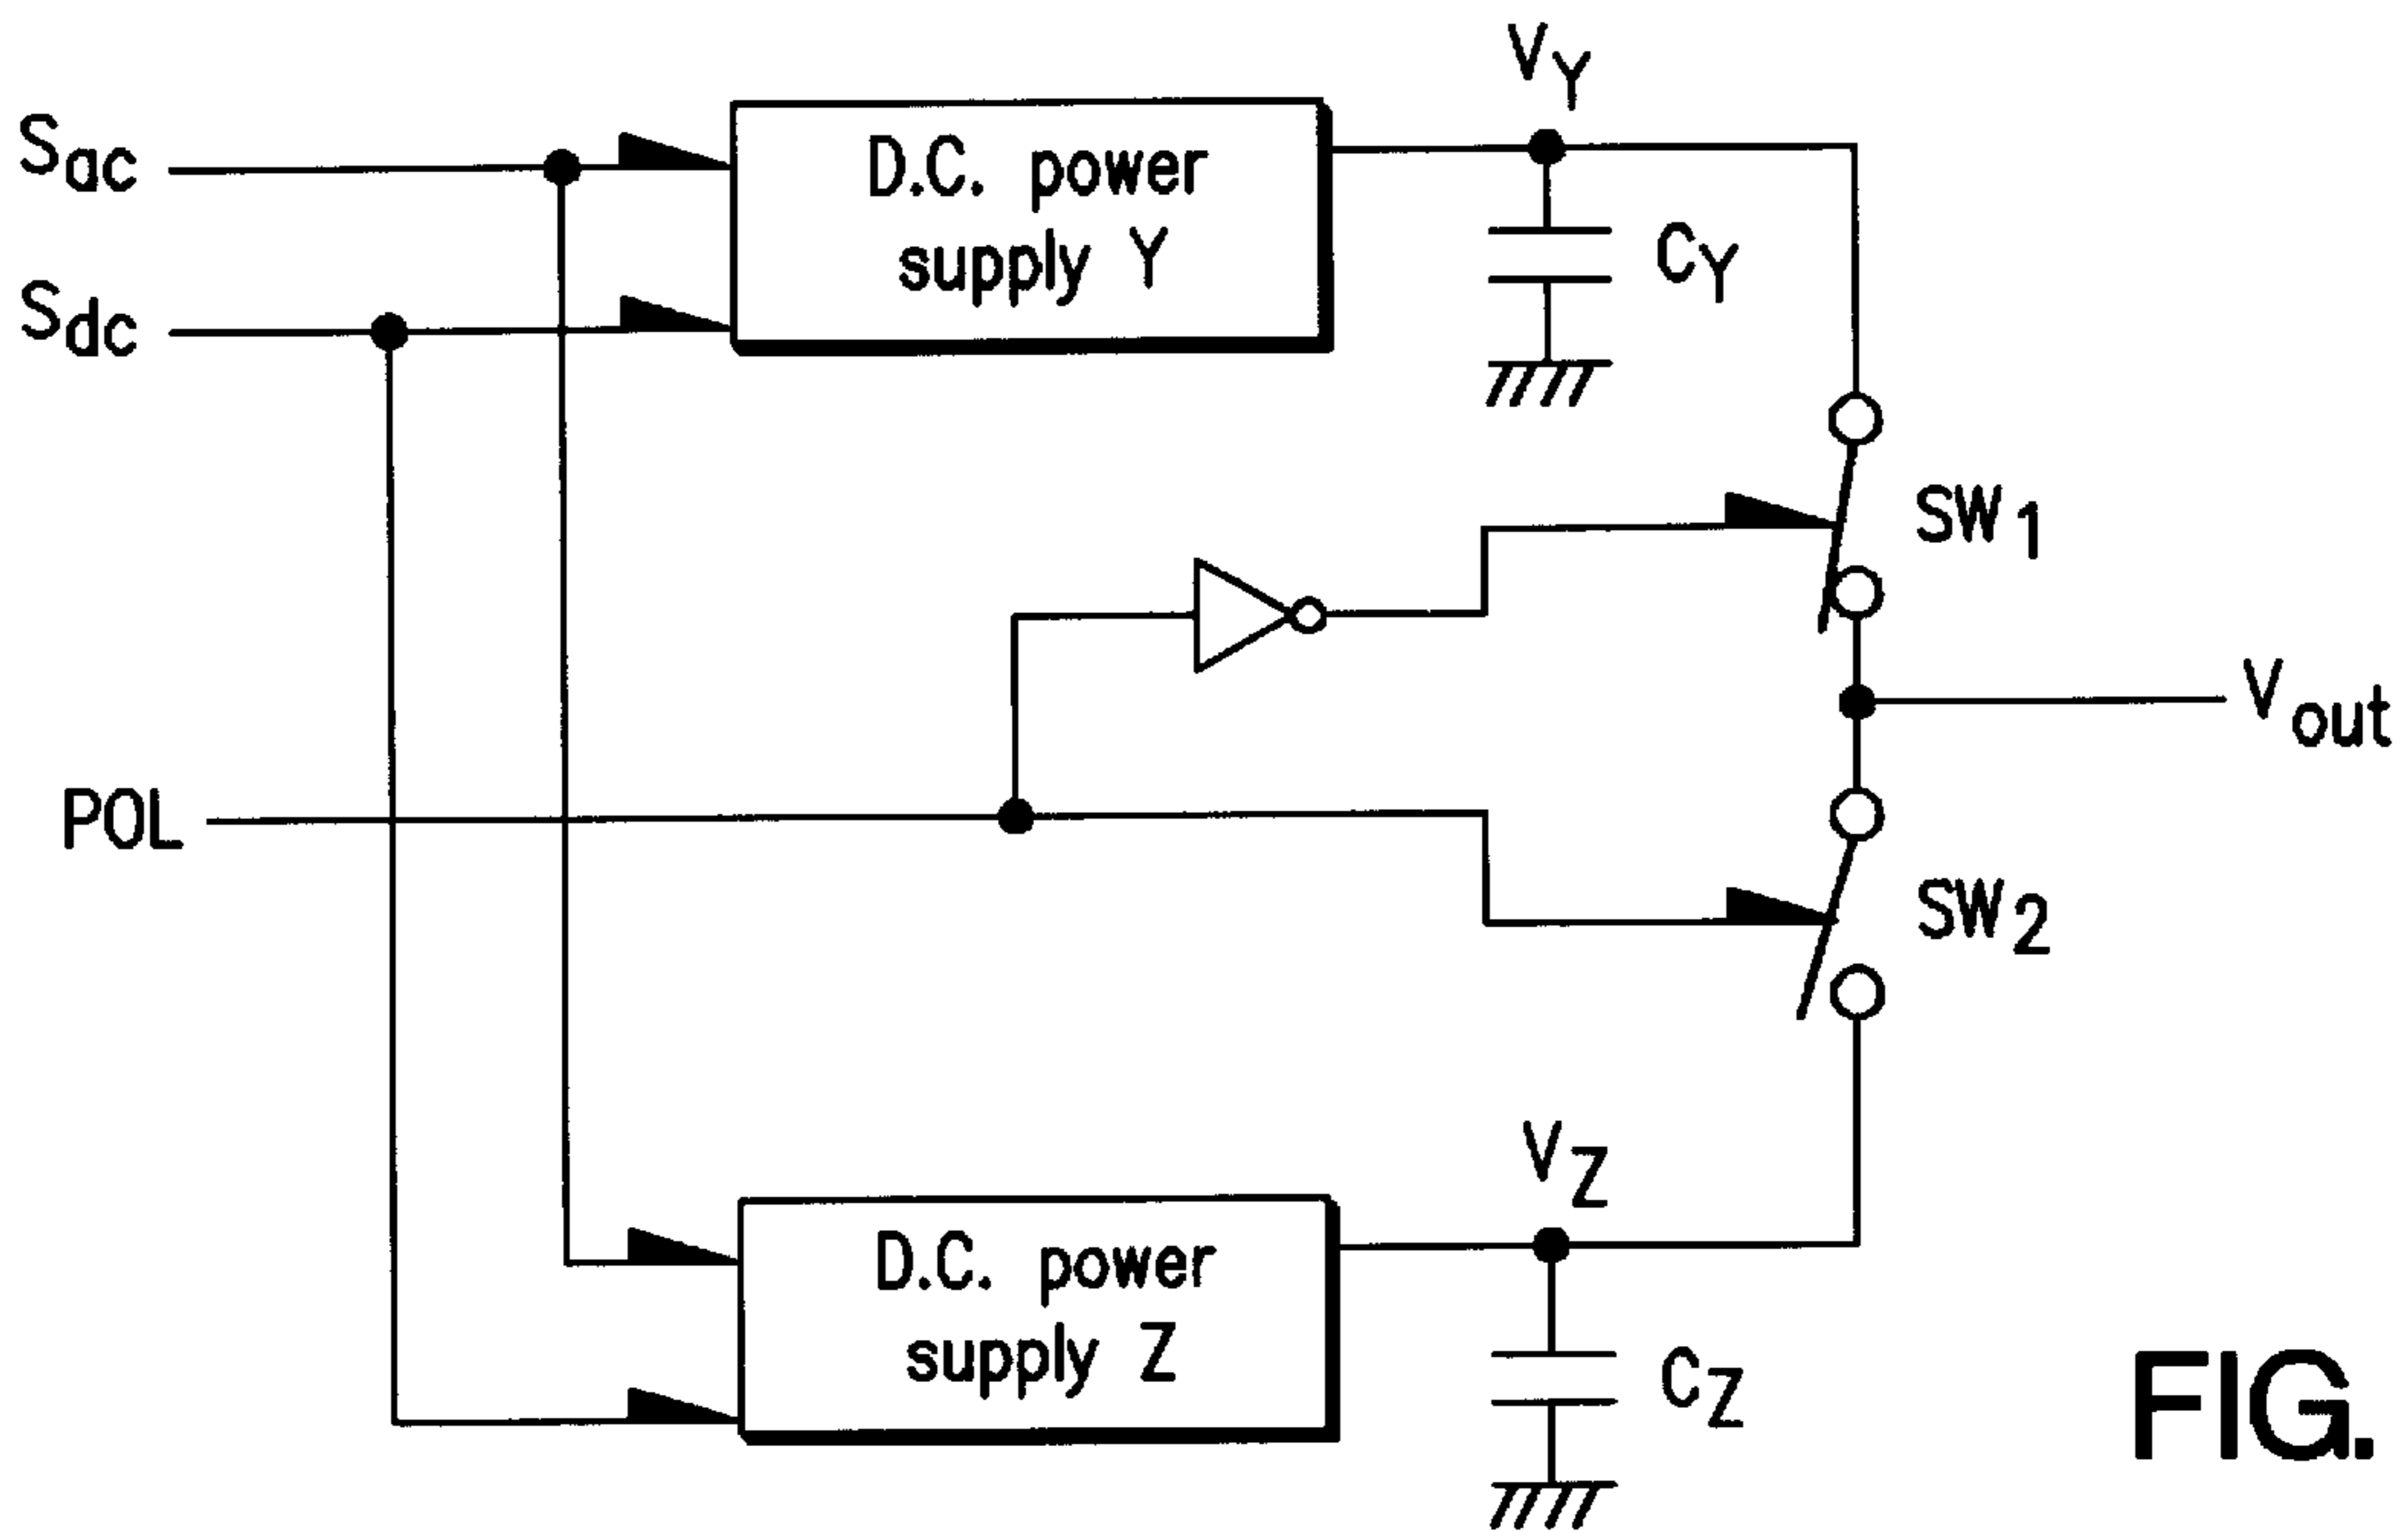 V_Y
S_ac
D.C. power
supply Y
S_dc
C_Y
SW_1
V_out
POL
SW_2
V_Z
D.C. power
supply Z
C_Z
FIG.